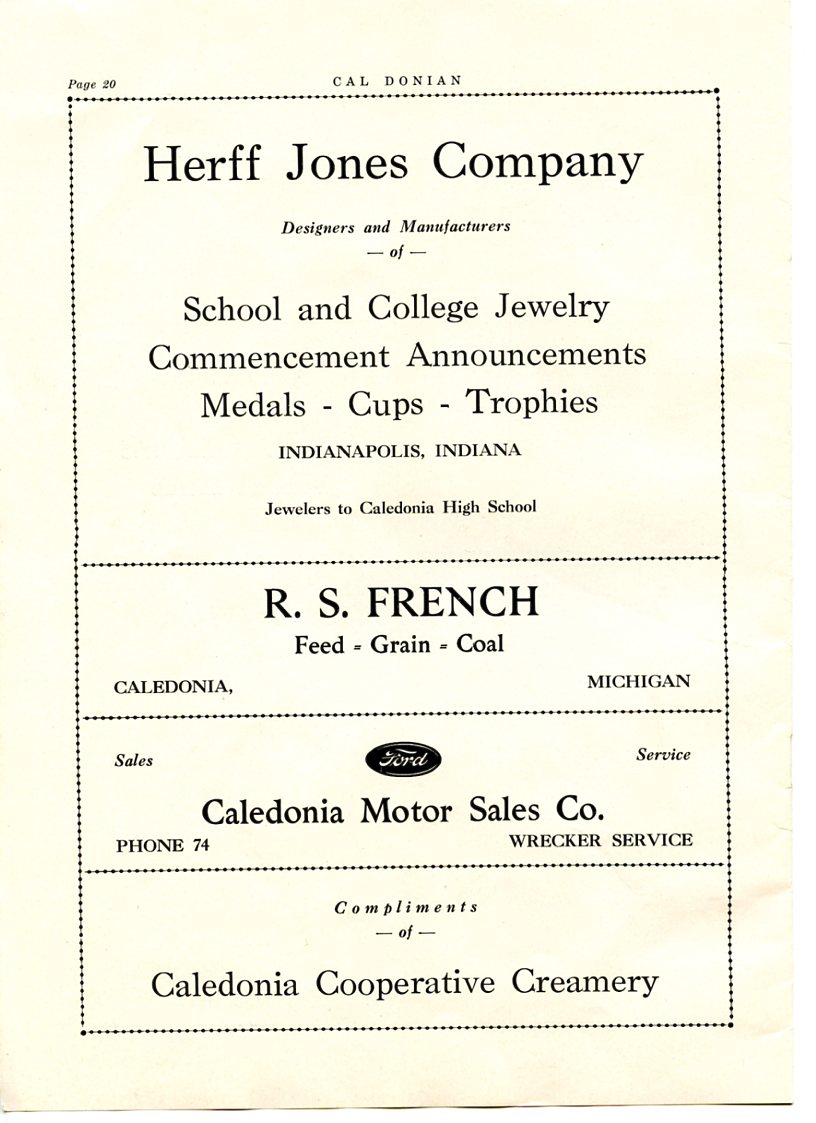 Page 20
CAL DONIAN
Herff Jones Company
Designers and Manufacturers
— of —
School and College Jewelry
Commencement Announcements
Medals - Cups - Trophies
INDIANAPOLIS, INDIANA
Jewelers to Caledonia High School
R. S. FRENCH
Feed = Grain = Coal
CALEDONIA, MICHIGAN
Sales Ford Service
Caledonia Motor Sales Co.
PHONE 74 WRECKER SERVICE
Compliments
— of —
Caledonia Cooperative Creamery